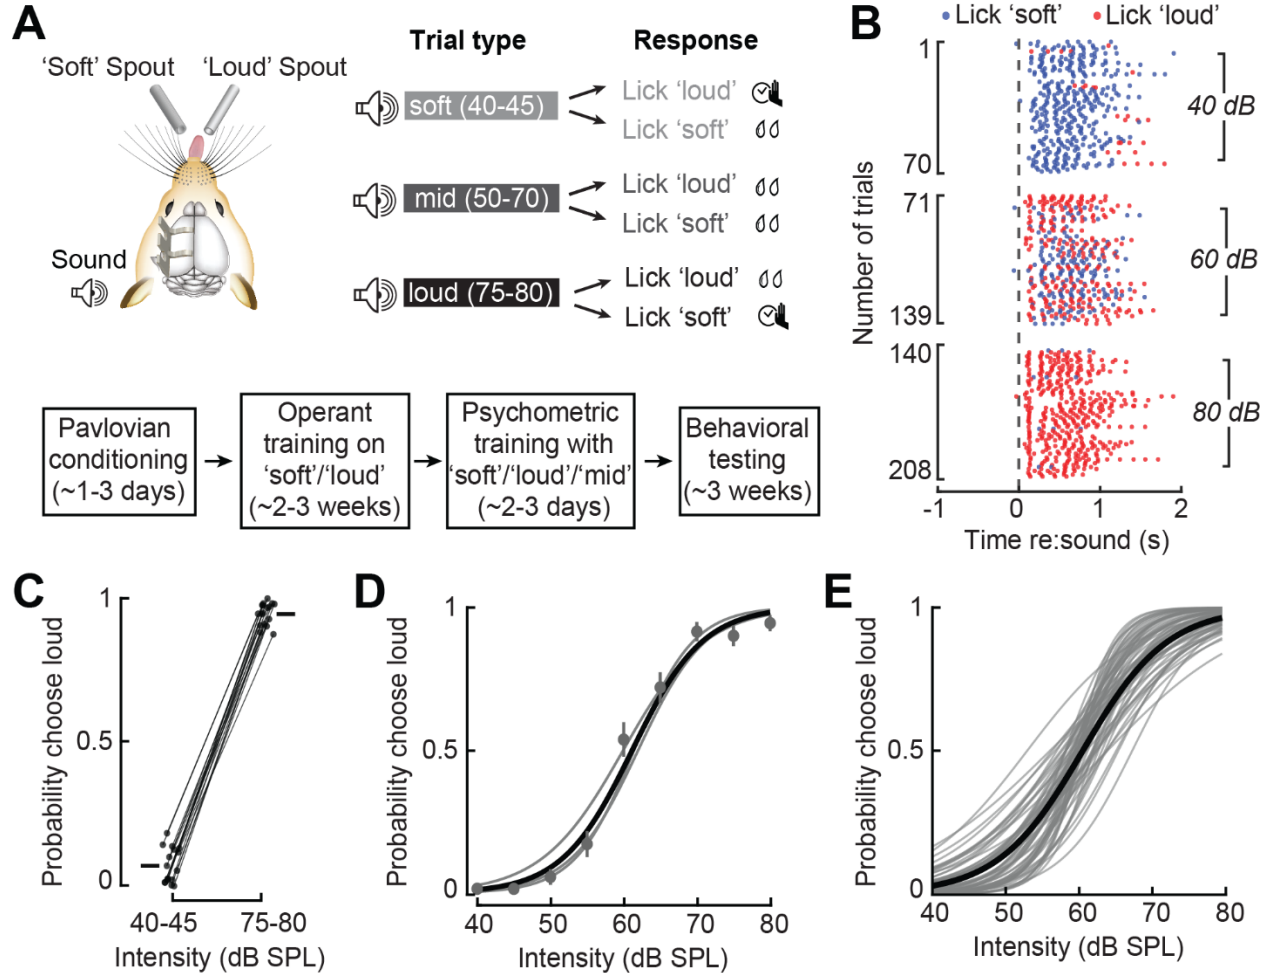 A
'Soft' Spout
'Loud' Spout
Sound
Trial type
Response
soft (40-45)
Lick 'loud'
Lick 'soft'
mid (50-70)
Lick 'loud'
Lick 'soft'
loud (75-80)
Lick 'loud'
Lick 'soft'
Pavlovian
conditioning
(~1-3 days)
Operant
training on
'soft'/'loud'
(~2-3 weeks)
Psychometric
training with
'soft'/'loud'/'mid'
(~2-3 days)
Behavioral
testing
(~3 weeks)
B
Lick 'soft'
Lick 'loud'
Number of trials
1
70
71
139
140
208
40 dB
60 dB
80 dB
-1
0
1
2
Time re:sound (s)
C
Probability choose loud
1
0.5
0
40-45
75-80
Intensity (dB SPL)
D
Probability choose loud
1
0.5
0
40
50
60
70
80
Intensity (dB SPL)
E
Probability choose loud
1
0.5
0
40
50
60
70
80
Intensity (dB SPL)